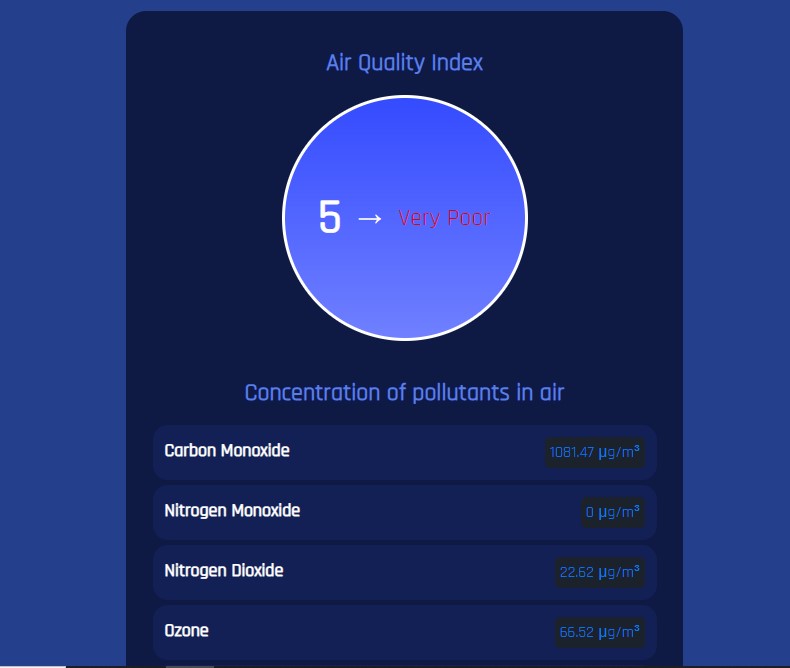 Air Quality Index
5 → Very Poor
Concentration of pollutants in air
Carbon Monoxide 1081.47 μg/m³
Nitrogen Monoxide 0 μg/m³
Nitrogen Dioxide 22.62 μg/m³
Ozone 66.52 μg/m³